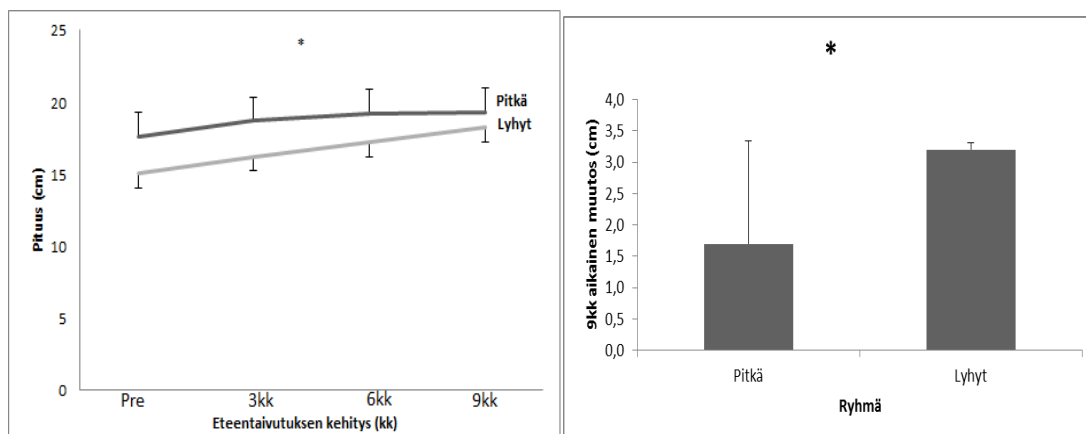 25
20
15
10
5
0
Pituus (cm)
*
Pitkä
Lyhyt
Pre 3kk 6kk 9kk
Eteentaivutuksen kehitys (kk)
*
4,0
3,5
3,0
2,5
2,0
1,5
1,0
0,5
0,0
9kk aikainen muutos (cm)
Pitkä Lyhyt
Ryhmä